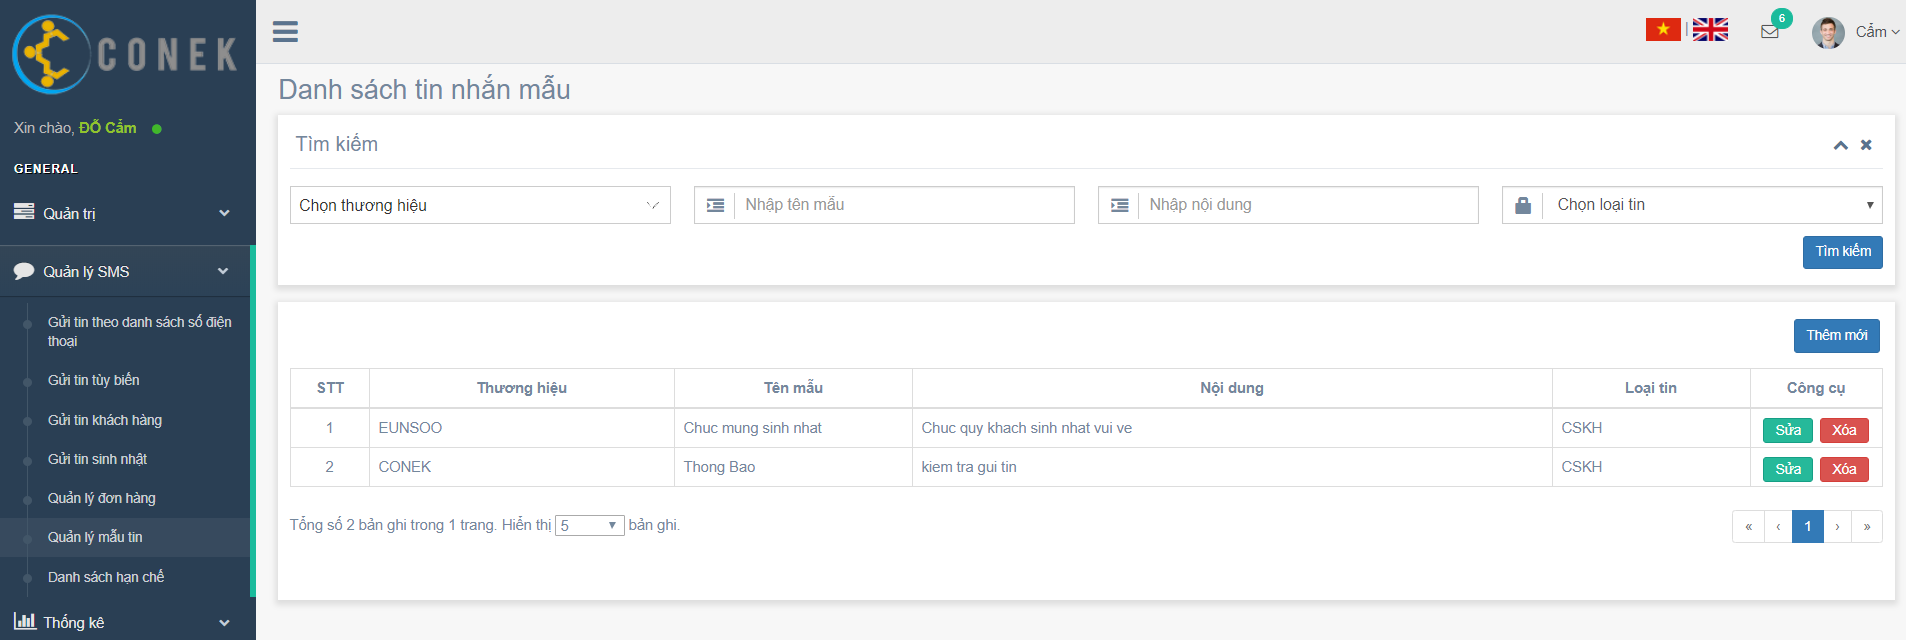 CONEK
Xin chào, ĐỖ Cẩm
GENERAL
Quản trị
Quản lý SMS
Gửi tin theo danh sách số điện
thoại
Gửi tin tùy biến
Gửi tin khách hàng
Gửi tin sinh nhật
Quản lý đơn hàng
Quản lý mẫu tin
Danh sách hạn chế
Thống kê
6
Cẩm
Danh sách tin nhắn mẫu
Tìm kiếm
Chọn thương hiệu
Nhập tên mẫu
Nhập nội dung
Chọn loại tin
Tìm kiếm
Thêm mới
STT Thương hiệu Tên mẫu Nội dung Loại tin Công cụ
1 EUNSOO Chuc mung sinh nhat Chuc quy khach sinh nhat vui ve CSKH Sửa Xóa
2 CONEK Thong Bao kiem tra gui tin CSKH Sửa Xóa
Tổng số 2 bản ghi trong 1 trang. Hiển thị 5 bản ghi.
« ‹ 1 › »